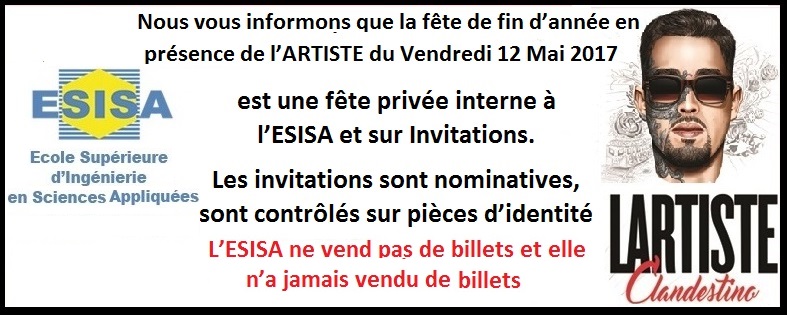 Nous vous informons que la fête de fin d'année en
présence de l'ARTISTE du Vendredi 12 Mai 2017
ESISA
Ecole Supérieure
d'Ingénierie
en Sciences Appliquées
est une fête privée interne à
l'ESISA et sur Invitations.
Les invitations sont nominatives,
sont contrôlés sur pièces d'identité
L'ESISA ne vend pas de billets et elle
n'a jamais vendu de billets
LARTISTE
Clandestino